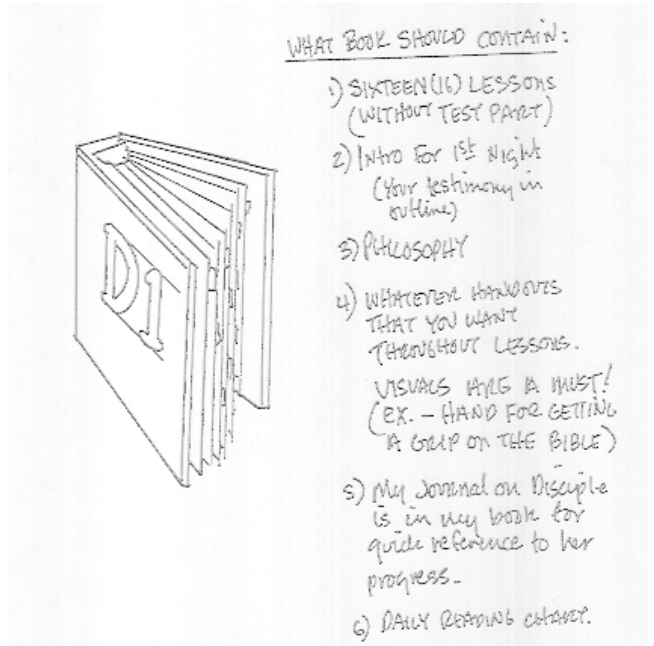 WHAT BOOK SHOULD CONTAIN:
1) SIXTEEN (16) LESSONS
(WITHOUT TEST PART)
2) INTRO FOR 1st NIGHT
(Your testimony in
outline)
3) PHILOSOPHY
4) WHATEVER HANDOUTS
THAT YOU WANT
THROUGHOUT LESSONS.
VISUALS ARE A MUST!
(EX. - HAND FOR GETTING
A GRIP ON THE BIBLE)
5) My Journal on Disciple
is in my book for
quick reference to her
progress.
6) DAILY READING CHART.
D1